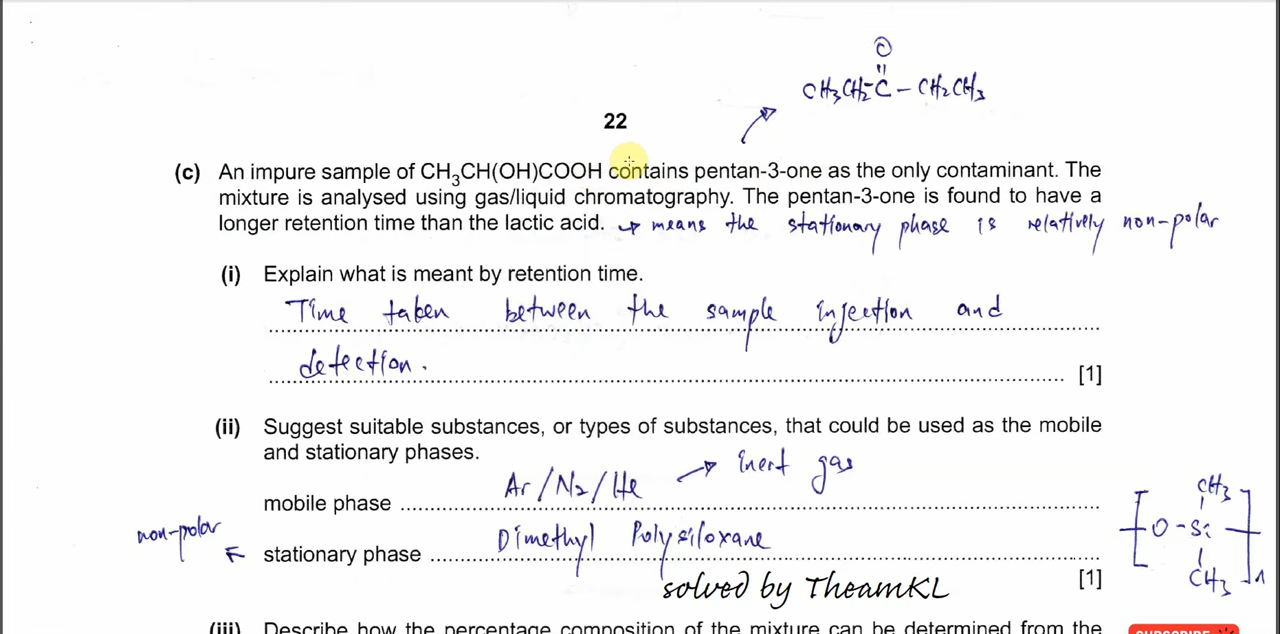 O
||
CH3CH2-C-CH2CH3
22
(c) An impure sample of CH3CH(OH)COOH contains pentan-3-one as the only contaminant. The
mixture is analysed using gas/liquid chromatography. The pentan-3-one is found to have a
longer retention time than the lactic acid. → means the stationary phase is relatively non-polar
(i) Explain what is meant by retention time.
Time taken between the sample injection and
detection.
[1]
(ii) Suggest suitable substances, or types of substances, that could be used as the mobile
and stationary phases.
mobile phase Ar/N2/He → inert gas
non-polar ← stationary phase Dimethyl Polysiloxane
[1]
CH3
[O-Si]n
CH3
solved by TheamKL
(iii) Describe how the percentage composition of the mixture can be determined from the
SUBSCRIBE